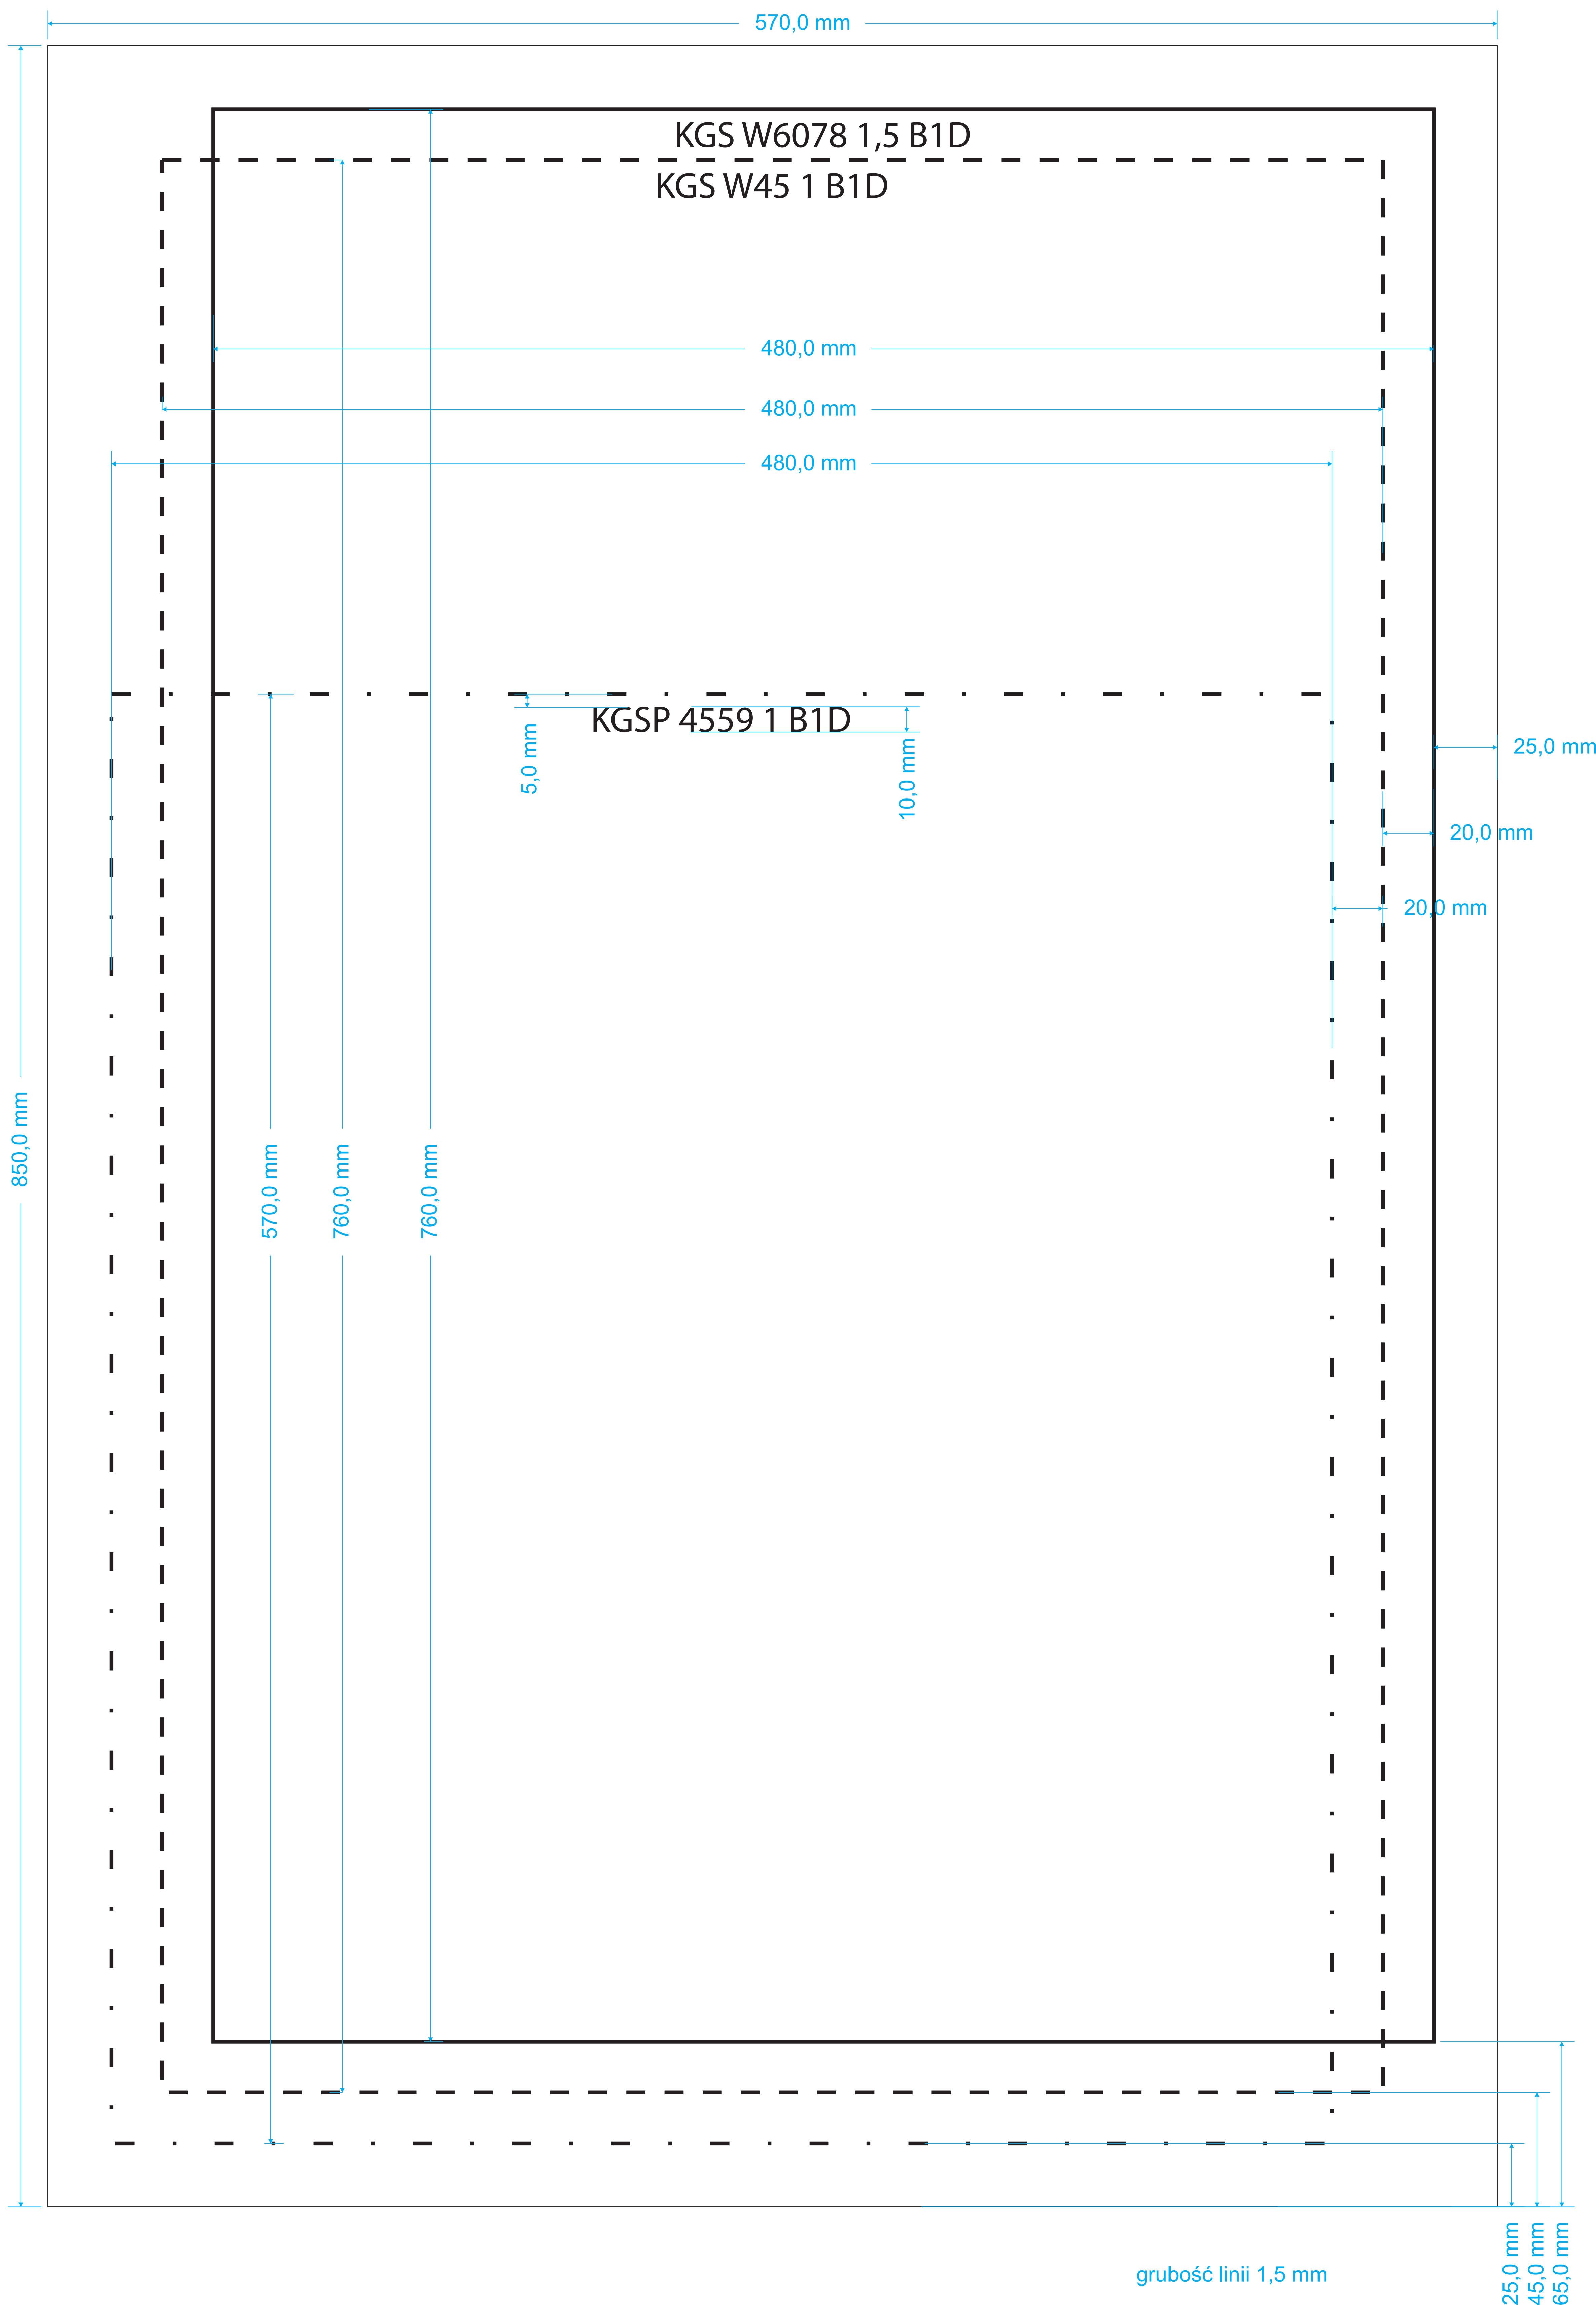 570,0 mm
KGS W6078 1,5 B1D
KGS W45 1 B1D
480,0 mm
480,0 mm
480,0 mm
KGSP 4559 1 B1D
5,0 mm
10,0 mm
25,0 mm
20,0 mm
20,0 mm
850,0 mm
570,0 mm
760,0 mm
760,0 mm
grubość linii 1,5 mm
25,0 mm
45,0 mm
65,0 mm